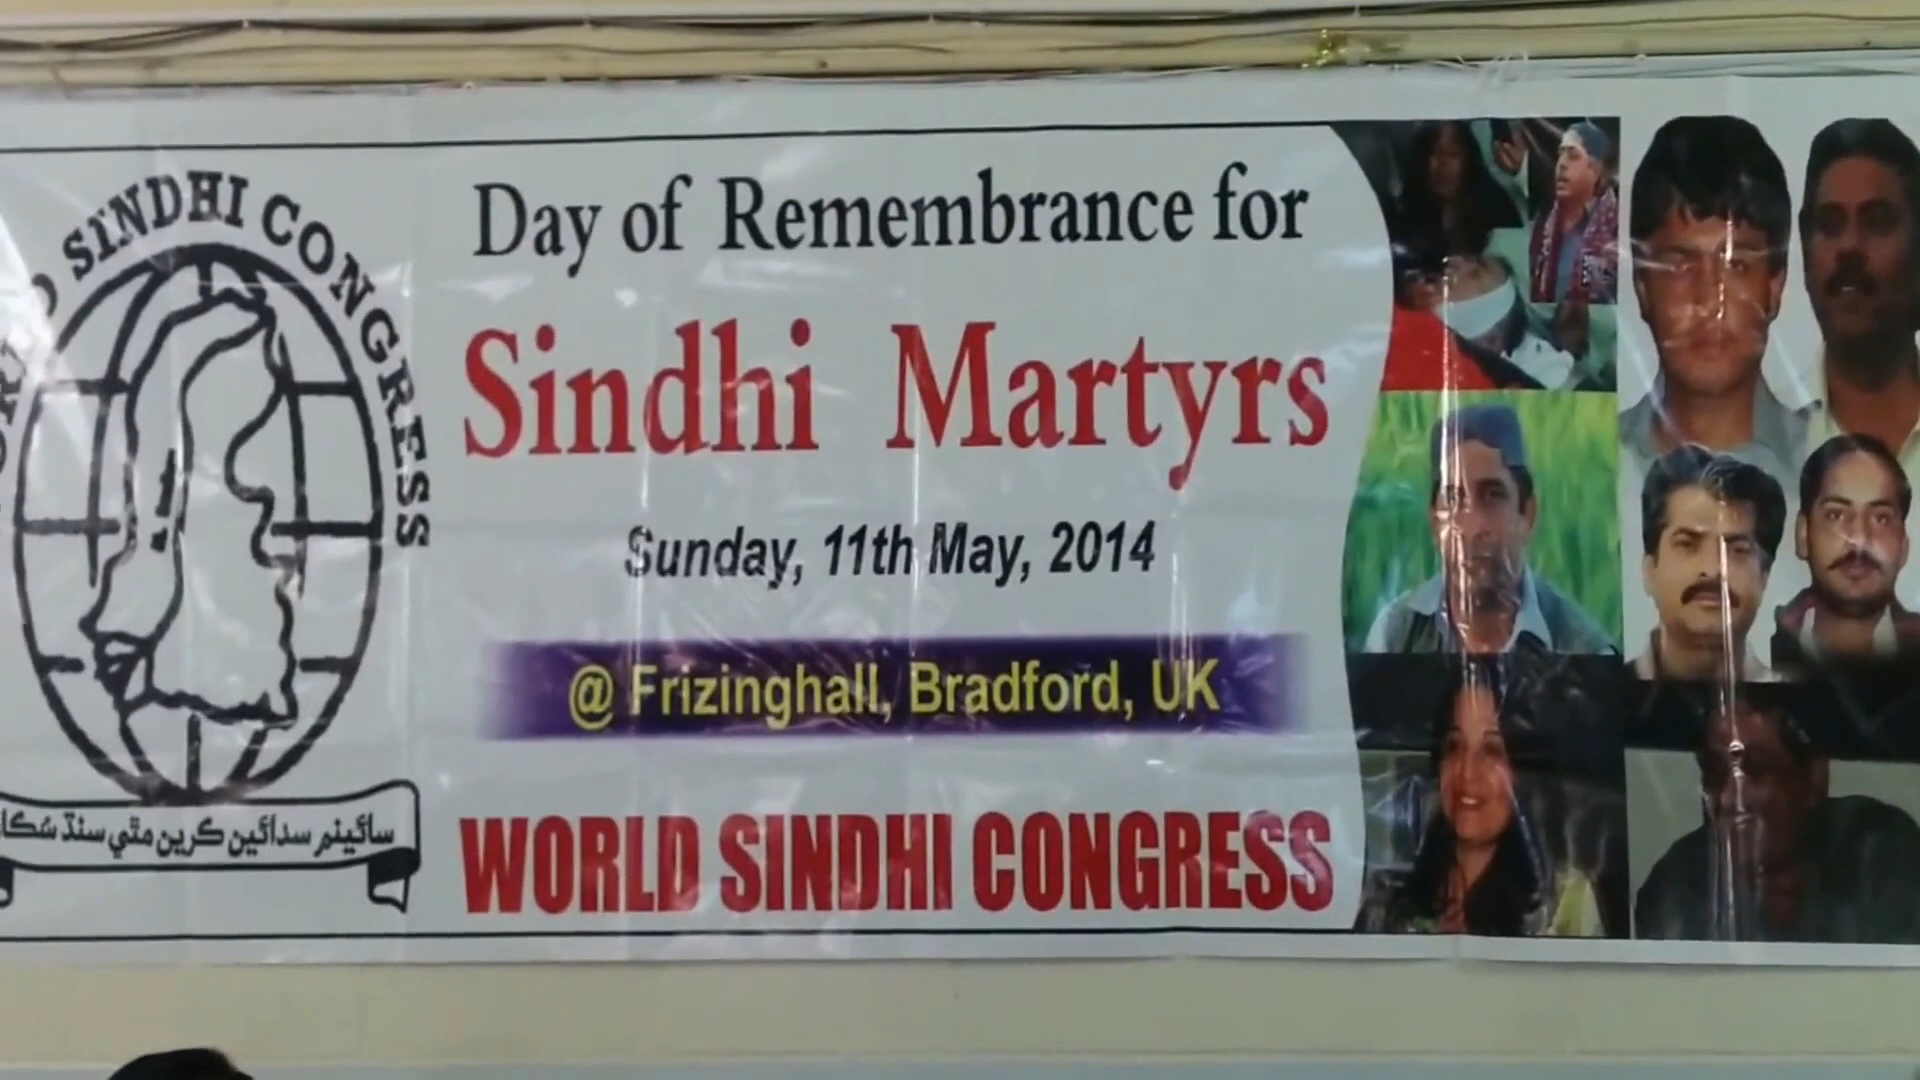 WORLD SINDHI CONGRESS
Day of Remembrance for
Sindhi Martyrs
Sunday, 11th May, 2014
@ Frizinghall, Bradford, UK
WORLD SINDHI CONGRESS
سائينم سدائين ڪرين مٿي سنڌ سڪا